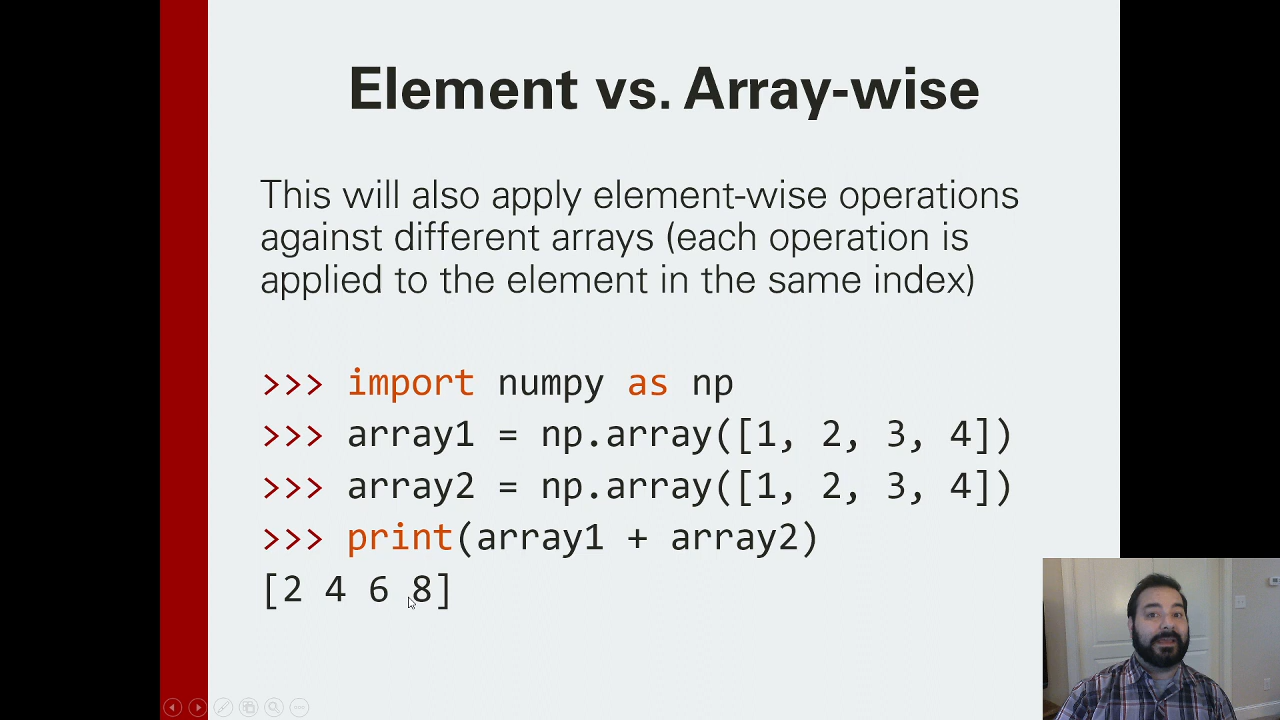 Element vs. Array-wise
This will also apply element-wise operations
against different arrays (each operation is
applied to the element in the same index)
>>> import numpy as np
>>> array1 = np.array([1, 2, 3, 4])
>>> array2 = np.array([1, 2, 3, 4])
>>> print(array1 + array2)
[2 4 6 8]